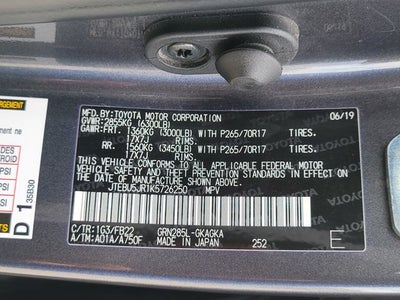 MFD.BY:TOYOTA MOTOR CORPORATION 06/19
GVWR:2855KG (6300LB)
GAWR:FRT. 1360KG (3000LB) WITH P265/70R17 TIRES.
17X7J RIMS.
RR. 1560KG (3450LB) WITH P265/70R17 TIRES.
17X7J RIMS.
THIS VEHICLE CONFORMS TO ALL APPLICABLE FEDERAL MOTOR VEHICLE
SAFETY, AND THEFT PREVENTION STANDARDS IN EFFECT ON THE DATE
OF MANUFACTURE SHOWN ABOVE.
JTEBU5JR1K5726250 MPV
C/TR:1G3/FB22 GRN285L-GKAGKA
A/TM:A01A/A750F MADE IN JAPAN 252 E
D 1
35B30